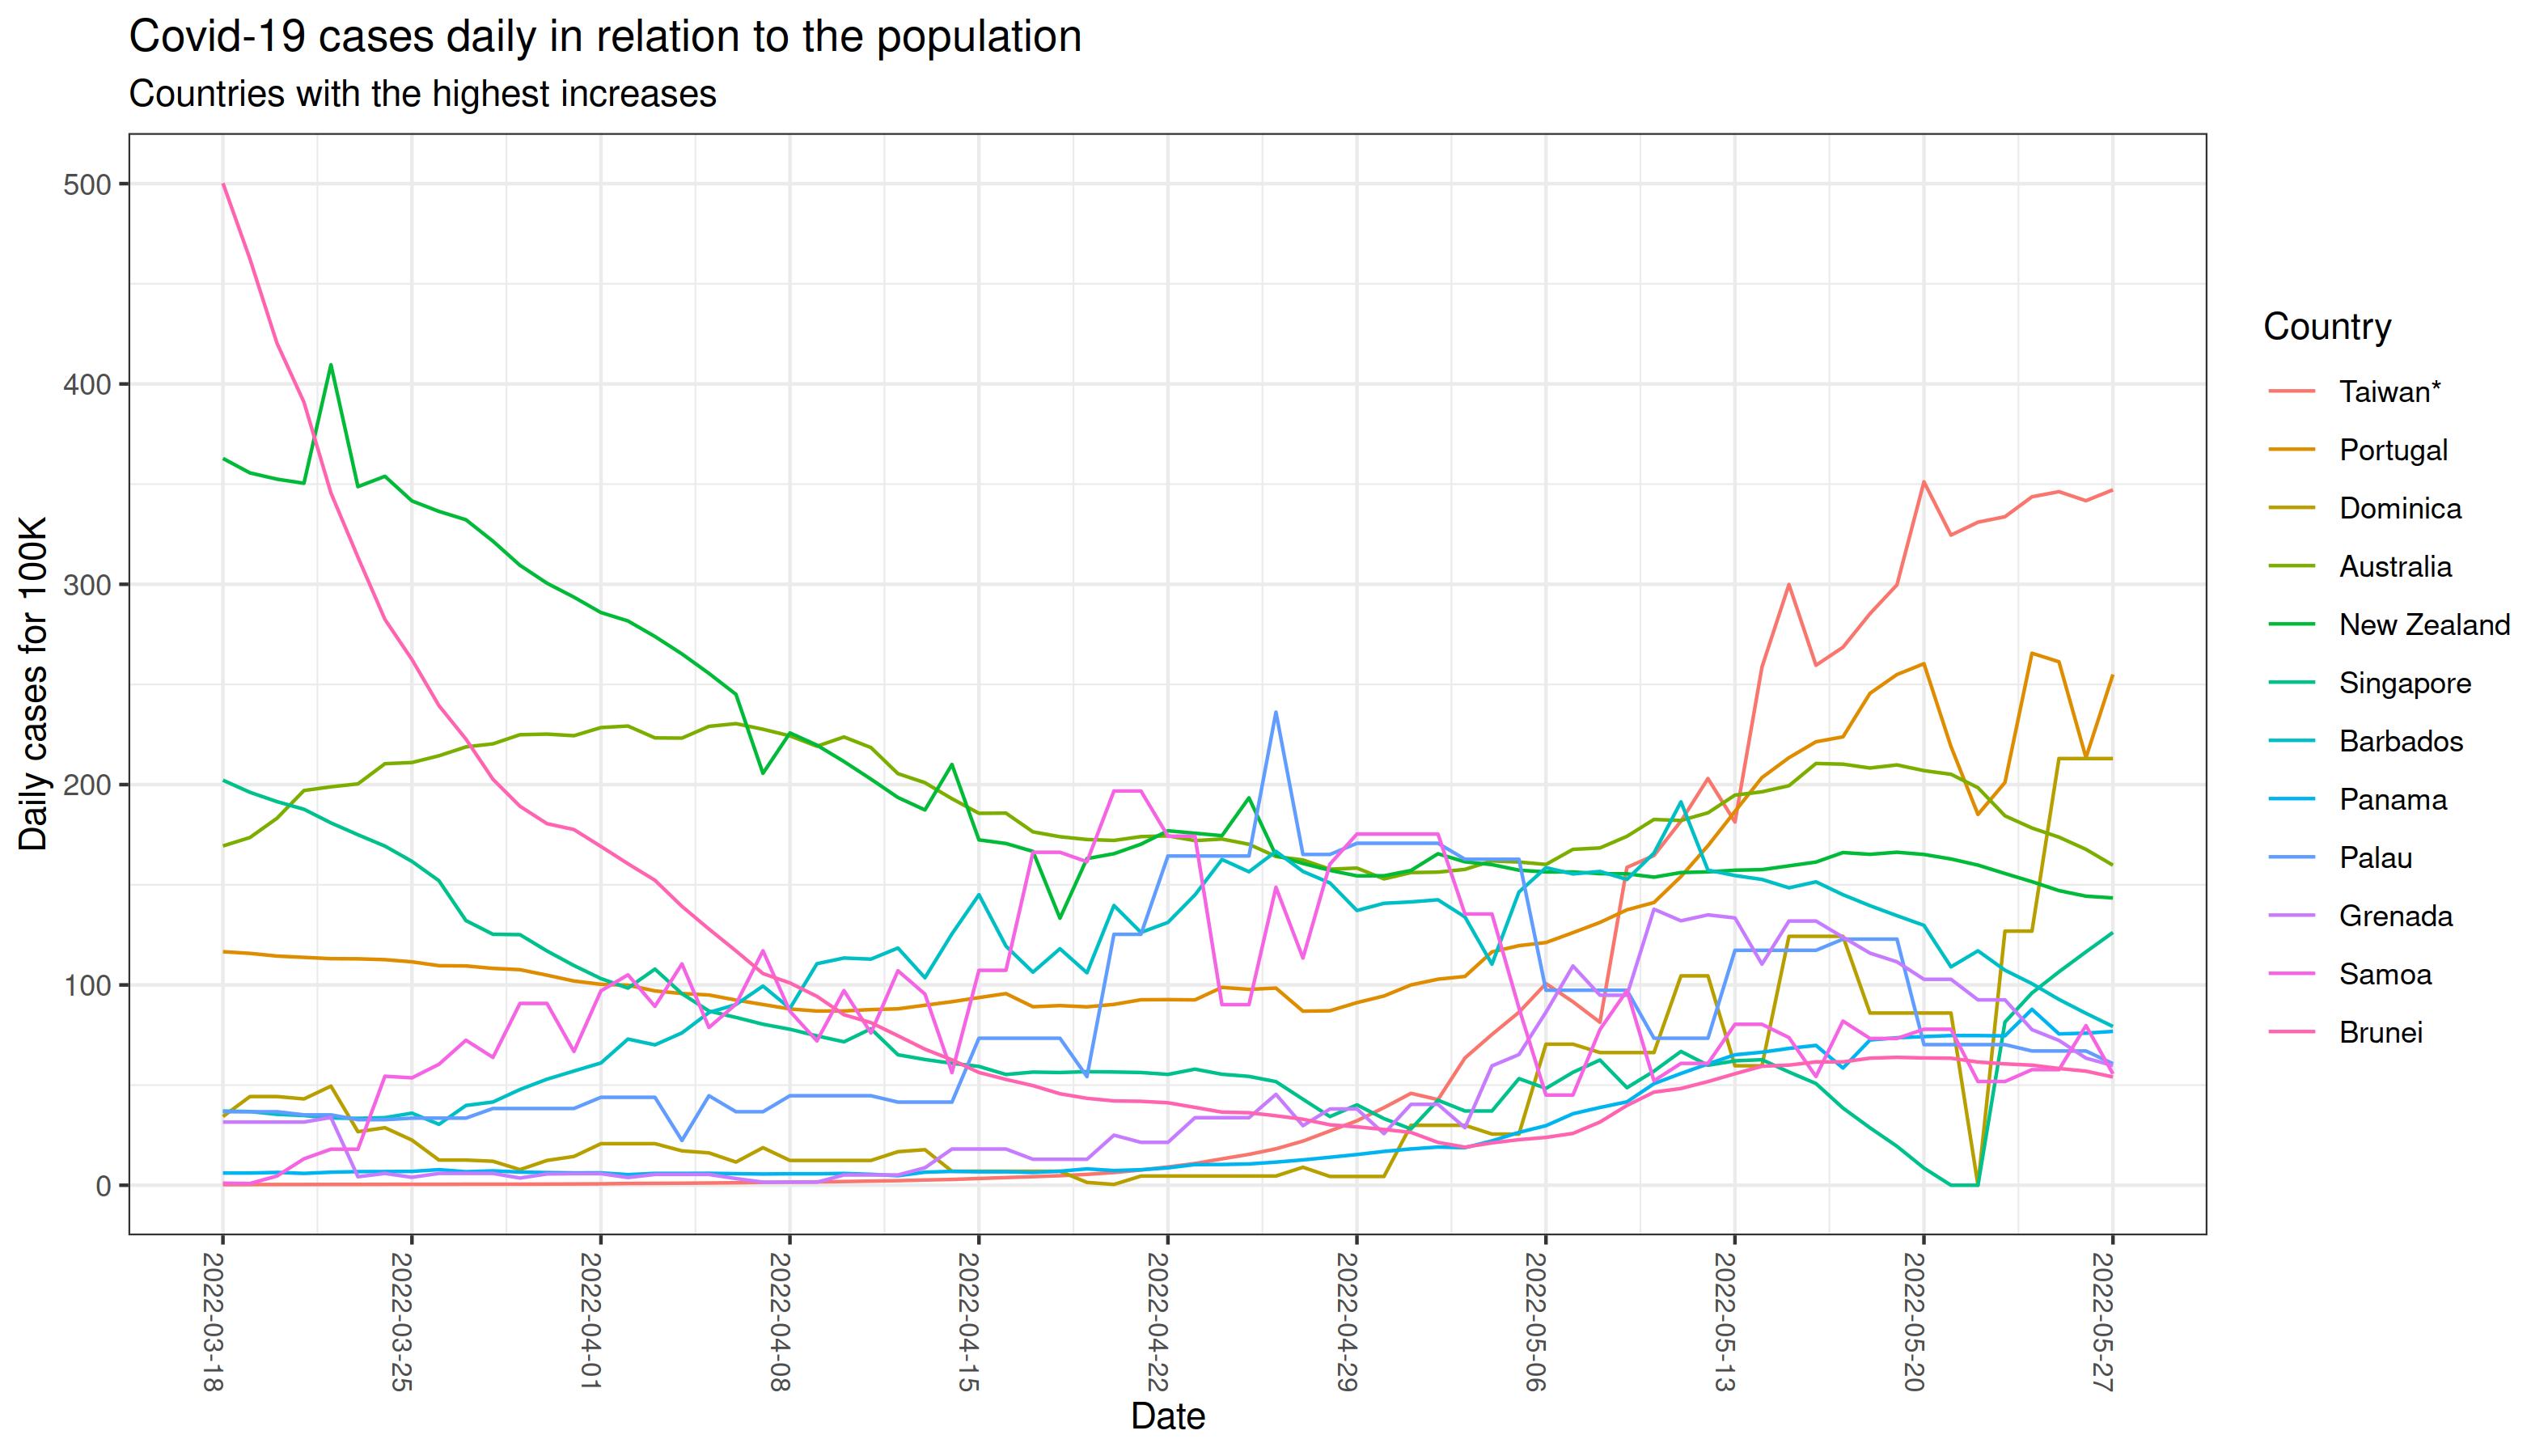 Covid-19 cases daily in relation to the population
Countries with the highest increases
Daily cases for 100K
500
400
300
200
100
0
2022-03-18
2022-03-25
2022-04-01
2022-04-08
2022-04-15
2022-04-22
2022-04-29
2022-05-06
2022-05-13
2022-05-20
2022-05-27
Date
Country
Taiwan*
Portugal
Dominica
Australia
New Zealand
Singapore
Barbados
Panama
Palau
Grenada
Samoa
Brunei